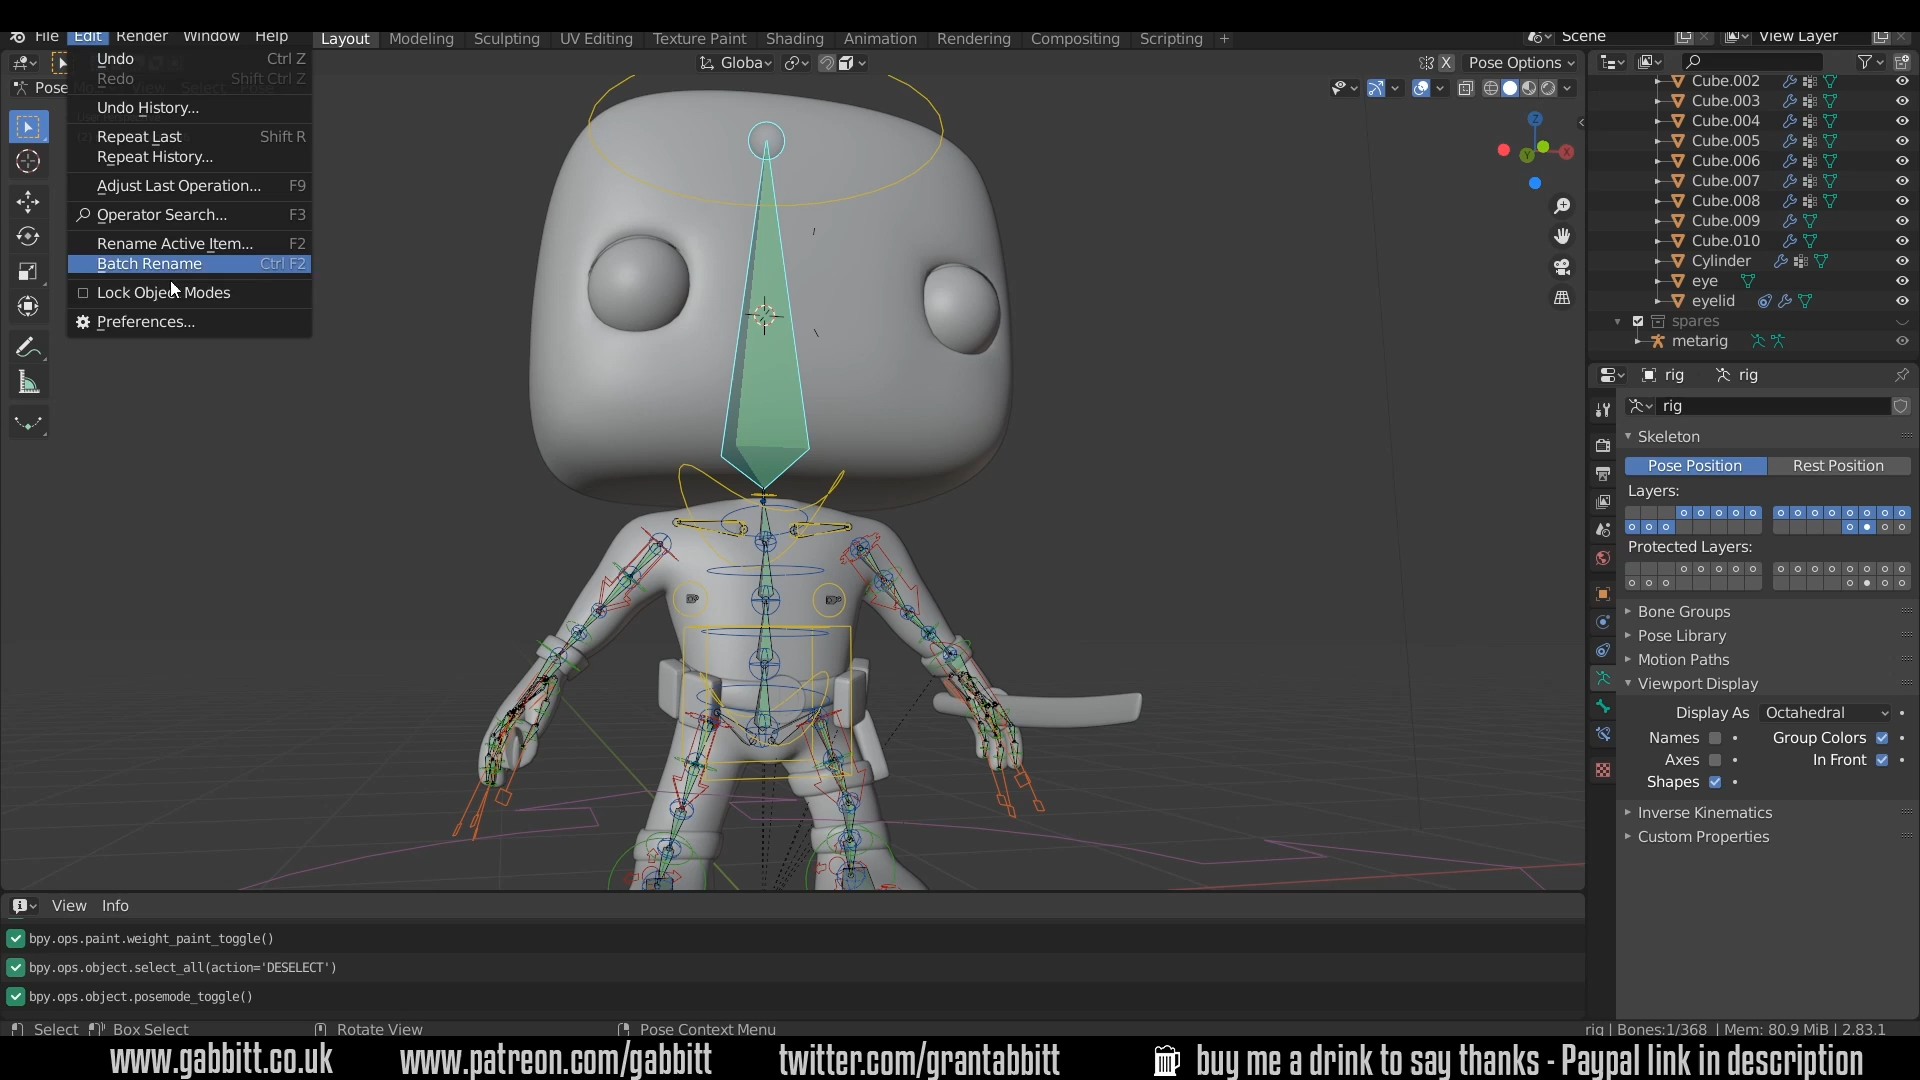 File Edit Render Window Help Layout Modeling Sculpting UV Editing Texture Paint Shading Animation Rendering Compositing Scripting + Scene View Layer
Undo Ctrl Z
Redo Shift Ctrl Z
Undo History...
Repeat Last Shift R
Repeat History...
Adjust Last Operation... F9
Operator Search... F3
Rename Active Item... F2
Batch Rename Ctrl F2
Lock Object Modes
Preferences...
Pose
Globa
X Pose Options
Z
Y
X
Cube.002
Cube.003
Cube.004
Cube.005
Cube.006
Cube.007
Cube.008
Cube.009
Cube.010
Cylinder
eye
eyelid
spares
metarig
rig rig
rig
Skeleton
Pose Position Rest Position
Layers:
Protected Layers:
Bone Groups
Pose Library
Motion Paths
Viewport Display
Display As Octahedral
Names Group Colors
Axes In Front
Shapes
Inverse Kinematics
Custom Properties
View Info
bpy.ops.paint.weight_paint_toggle()
bpy.ops.object.select_all(action='DESELECT')
bpy.ops.object.posemode_toggle()
Select Box Select Rotate View Pose Context Menu rig | Bones:1/368 | Mem: 80.9 MiB | 2.83.1
www.gabbitt.co.uk www.patreon.com/gabbitt twitter.com/grantabbitt buy me a drink to say thanks - Paypal link in description